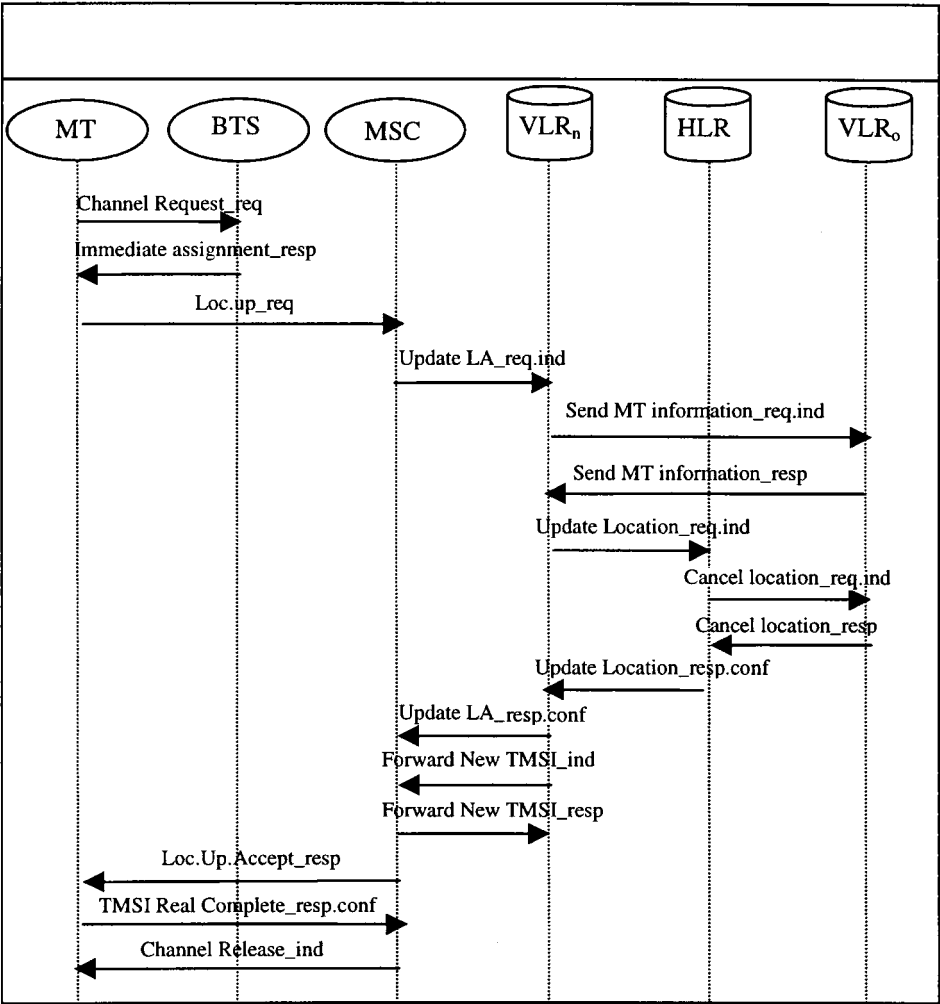 MT
BTS
MSC
VLRn
HLR
VLRo
Channel Request_req
Immediate assignment_resp
Loc.up_req
Update LA_req.ind
Send MT information_req.ind
Send MT information_resp
Update Location_req.ind
Cancel location_req.ind
Cancel location_resp
Update Location_resp.conf
Update LA_resp.conf
Forward New TMSI_ind
Forward New TMSI_resp
Loc.Up.Accept_resp
TMSI Real Complete_resp.conf
Channel Release_ind